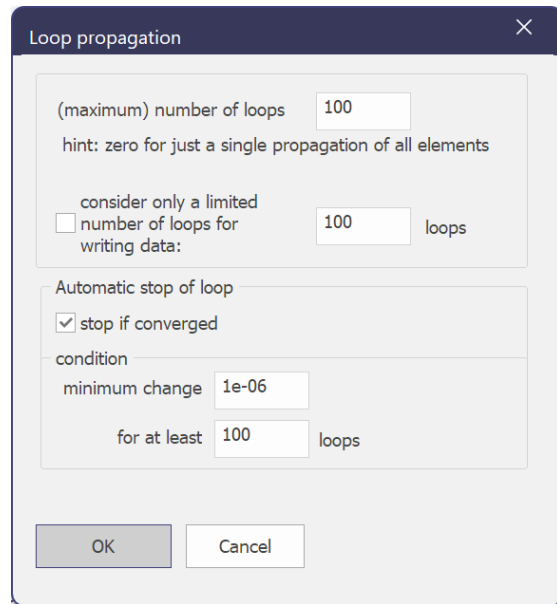 Loop propagation
(maximum) number of loops 100
hint: zero for just a single propagation of all elements
consider only a limited
number of loops for 100 loops
writing data:
Automatic stop of loop
stop if converged
condition
minimum change 1e-06
for at least 100 loops
OK Cancel